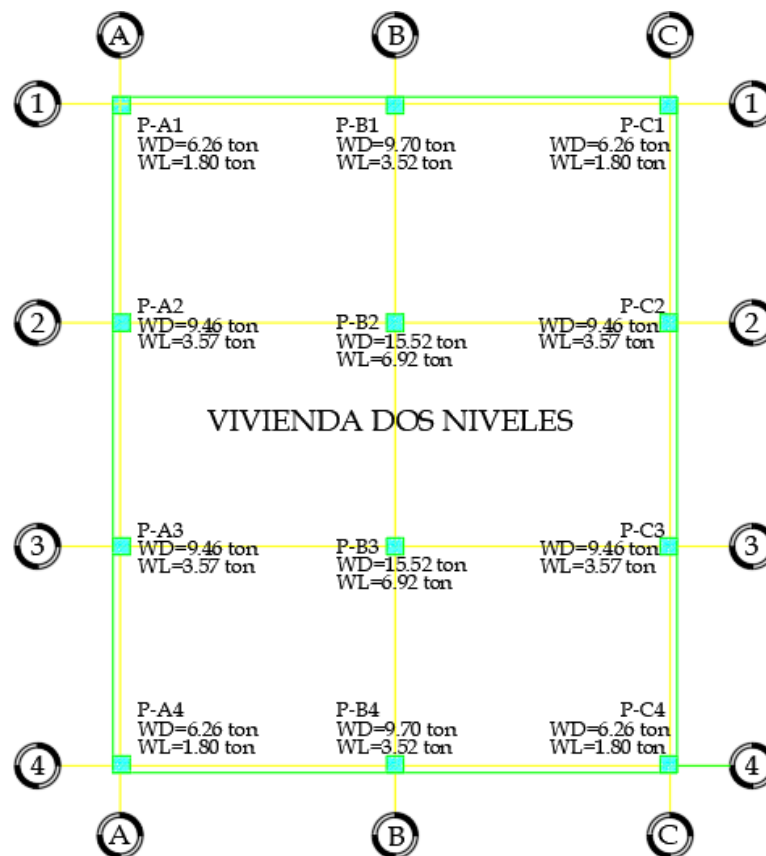 A B C
1 1
P-A1
WD=6.26 ton
WL=1.80 ton
P-B1
WD=9.70 ton
WL=3.52 ton
P-C1
WD=6.26 ton
WL=1.80 ton
2 2
P-A2
WD=9.46 ton
WL=3.57 ton
P-B2
WD=15.52 ton
WL=6.92 ton
P-C2
WD=9.46 ton
WL=3.57 ton
VIVIENDA DOS NIVELES
3 3
P-A3
WD=9.46 ton
WL=3.57 ton
P-B3
WD=15.52 ton
WL=6.92 ton
P-C3
WD=9.46 ton
WL=3.57 ton
P-A4
WD=6.26 ton
WL=1.80 ton
P-B4
WD=9.70 ton
WL=3.52 ton
P-C4
WD=6.26 ton
WL=1.80 ton
4 4
A B C